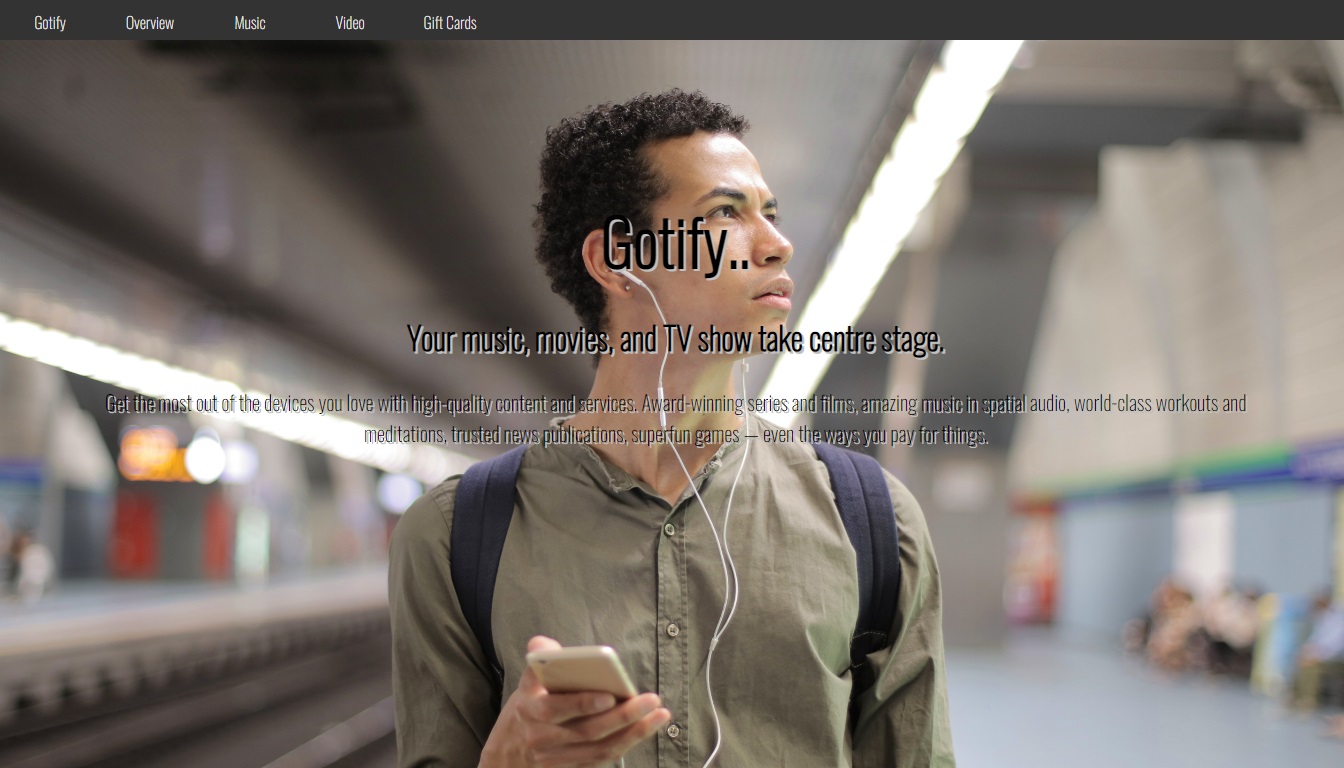 Gotify Overview Music Video Gift Cards
Gotify..
Your music, movies, and TV show take centre stage.
Get the most out of the devices you love with high-quality content and services. Award-winning series and films, amazing music in spatial audio, world-class workouts and
meditations, trusted news publications, superfun games — even the ways you pay for things.